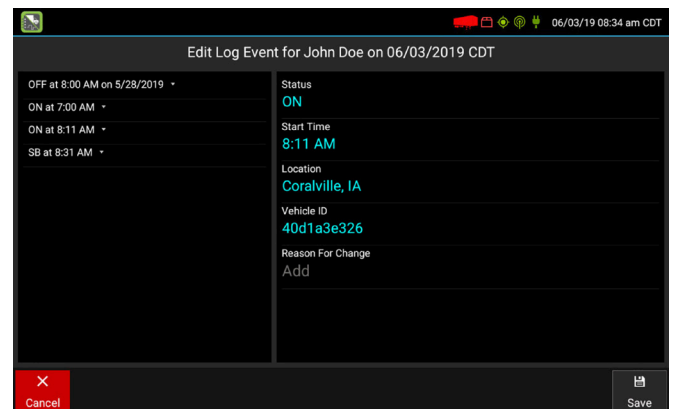 06/03/19 08:34 am CDT
Edit Log Event for John Doe on 06/03/2019 CDT
OFF at 8:00 AM on 5/28/2019
ON at 7:00 AM
ON at 8:11 AM
SB at 8:31 AM
Status
ON
Start Time
8:11 AM
Location
Coralville, IA
Vehicle ID
40d1a3e326
Reason For Change
Add
Cancel
Save